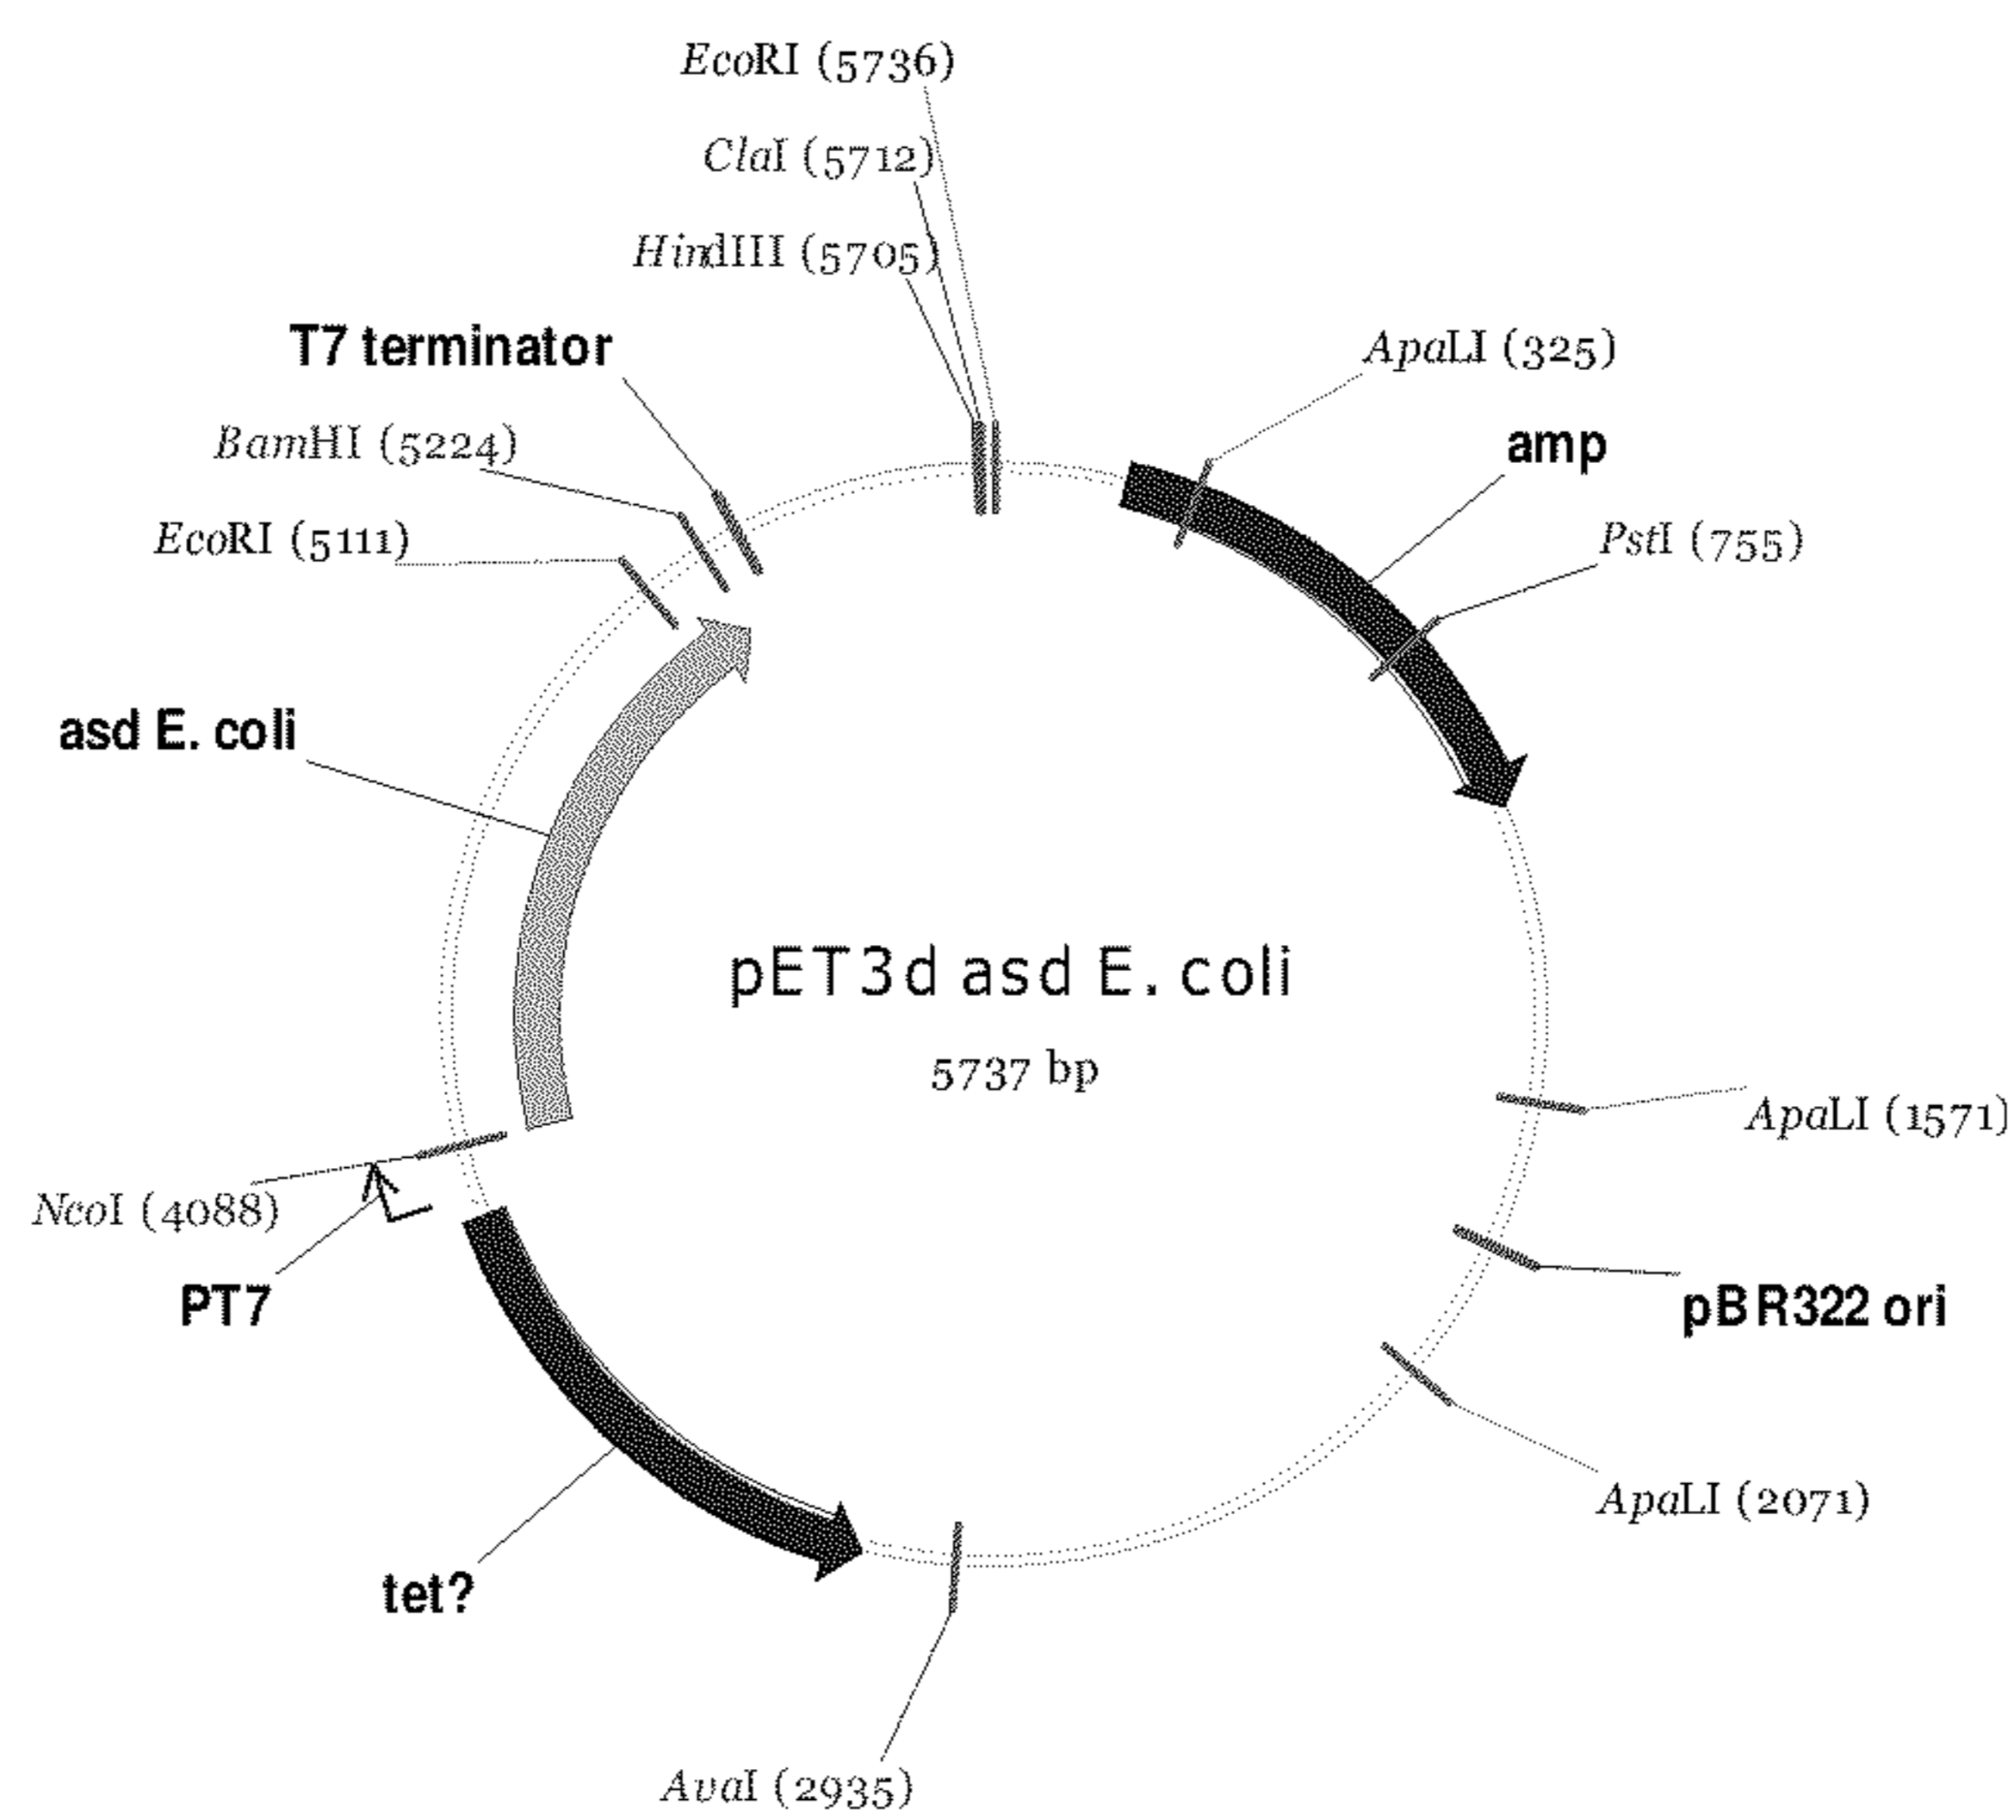 EcoRI (5736)
ClaI (5712)
HindIII (5705)
T7 terminator
ApaLI (325)
BamHI (5224)
amp
EcoRI (5111)
PstI (755)
asd E. coli
pET3d asd E. coli
5737 bp
ApaLI (1571)
NcoI (4088)
PT7
pBR322 ori
ApaLI (2071)
tet?
AvaI (2935)